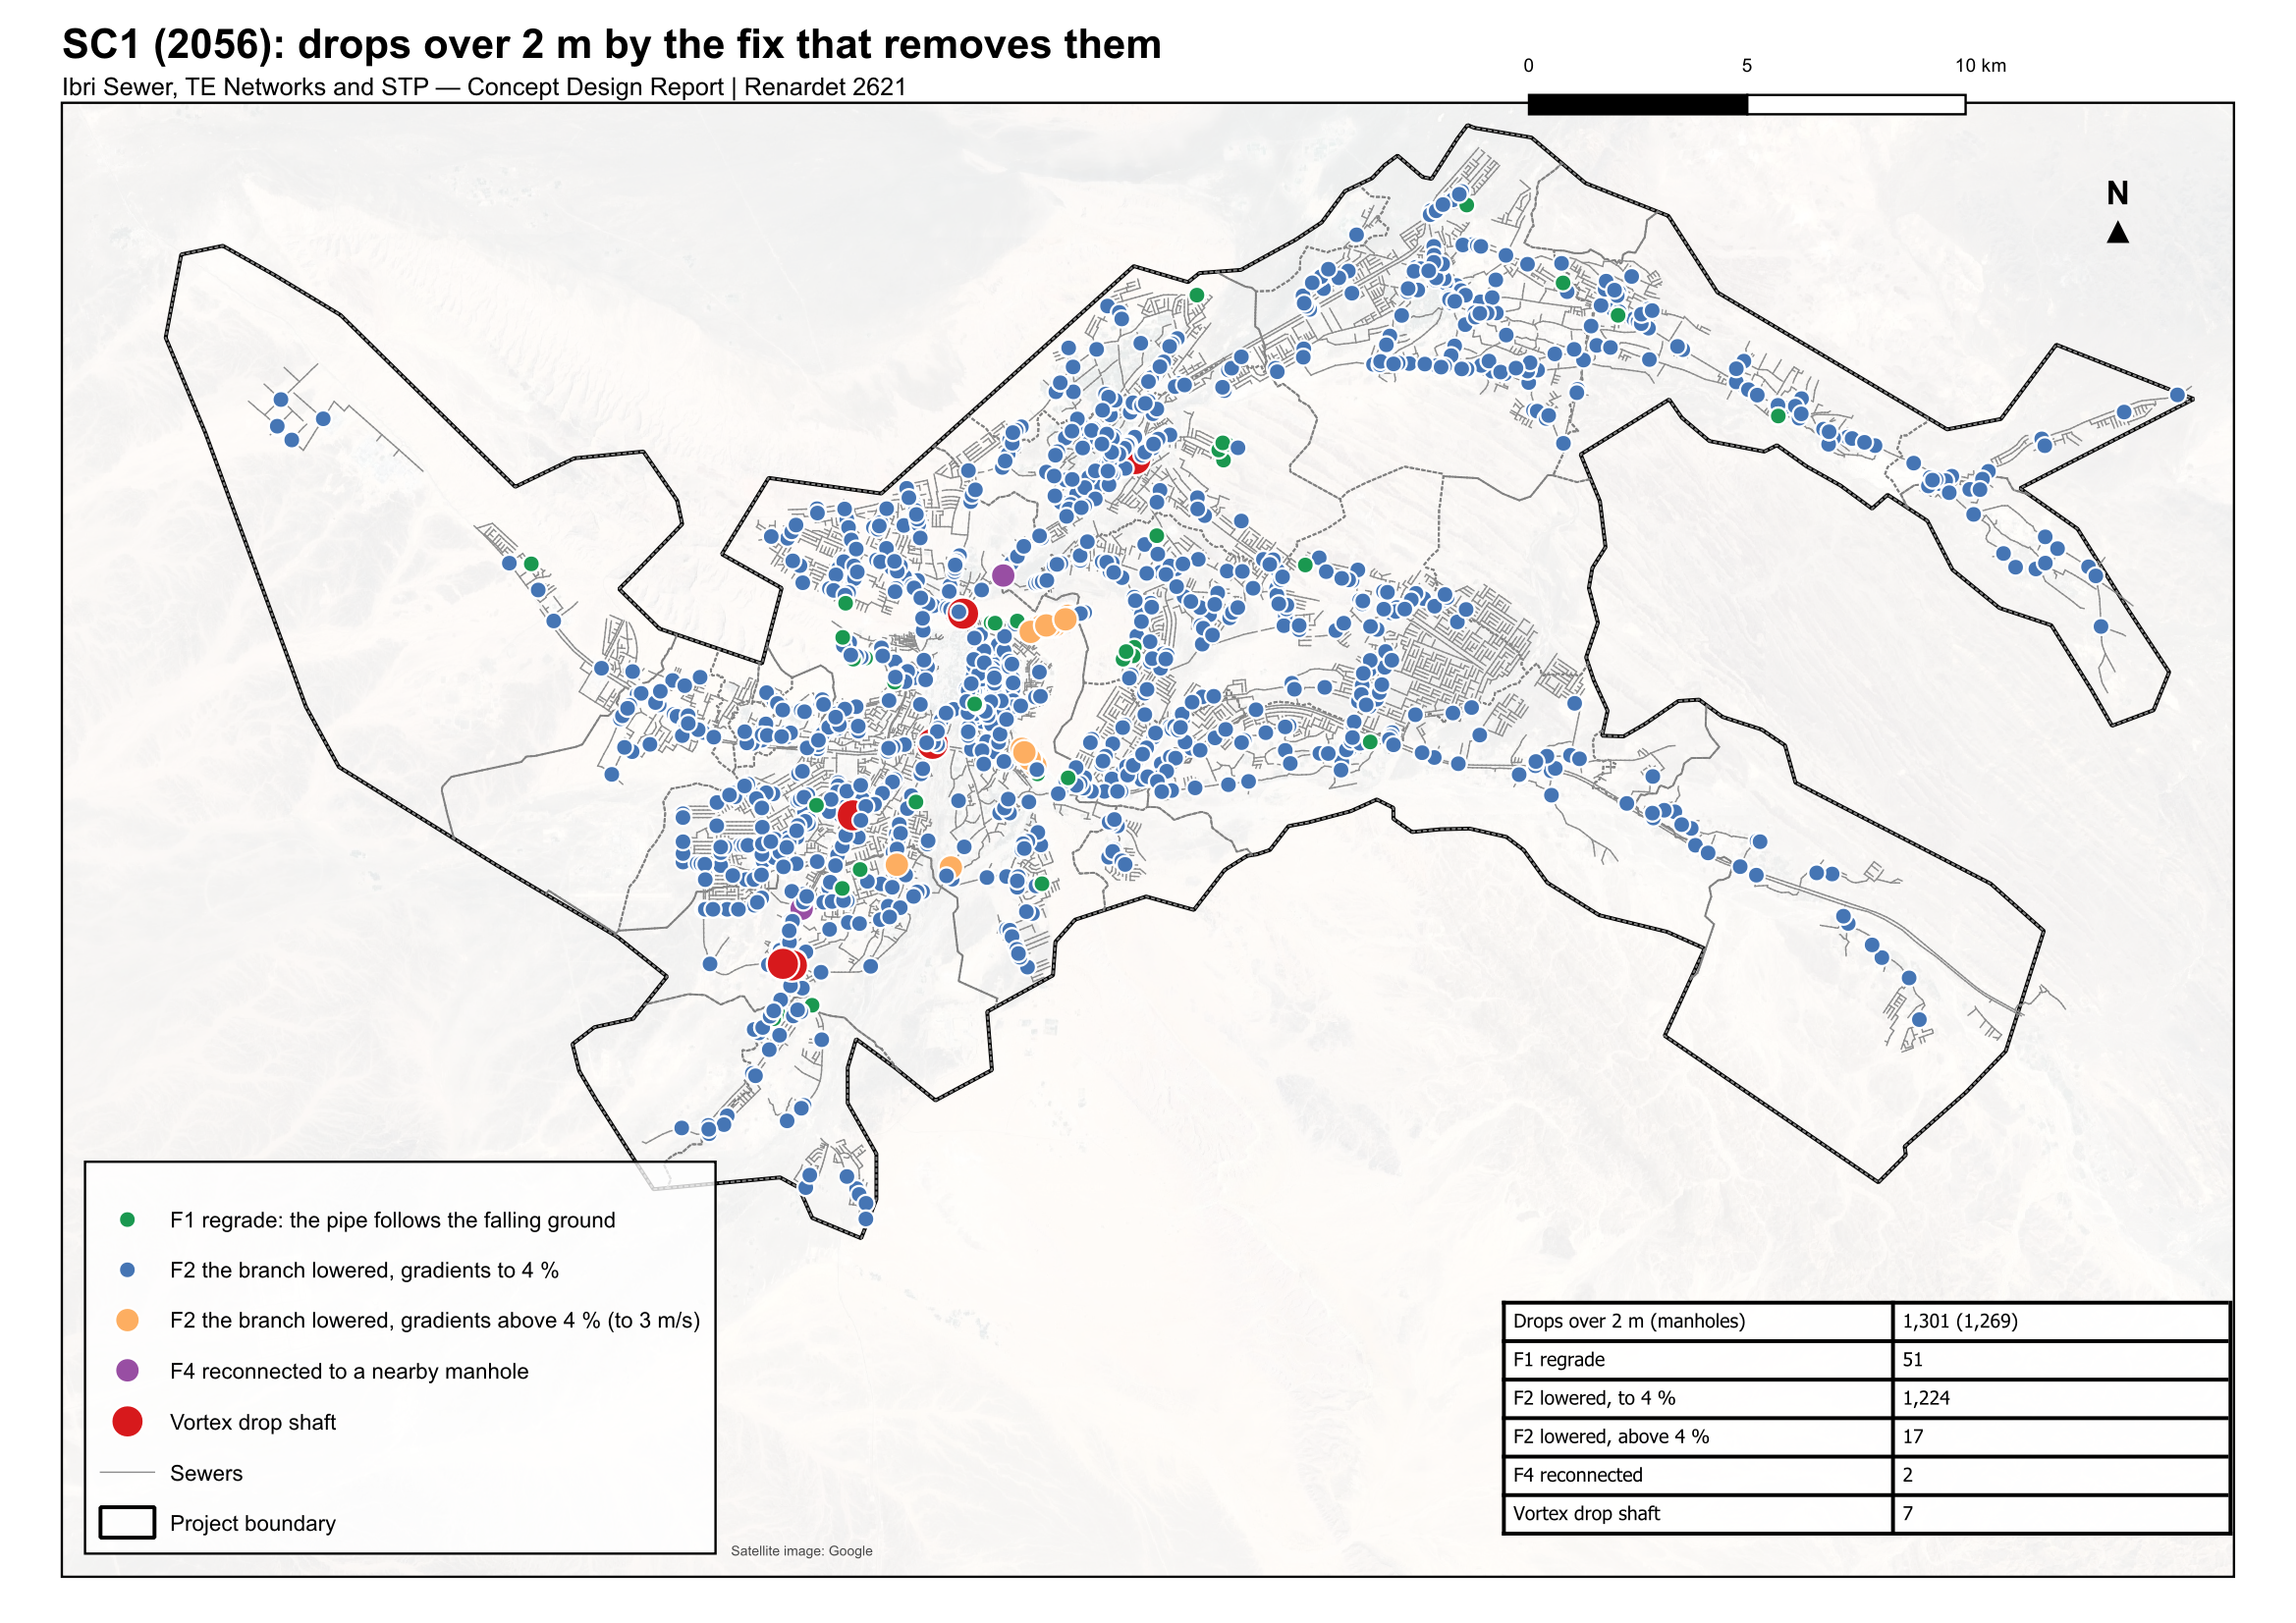 SC1 (2056): drops over 2 m by the fix that removes them
Ibri Sewer, TE Networks and STP — Concept Design Report | Renardet 2621
0 5 10 km
N
F1 regrade: the pipe follows the falling ground
F2 the branch lowered, gradients to 4 %
F2 the branch lowered, gradients above 4 % (to 3 m/s)
F4 reconnected to a nearby manhole
Vortex drop shaft
Sewers
Project boundary
Satellite image: Google
Drops over 2 m (manholes) 1,301 (1,269)
F1 regrade 51
F2 lowered, to 4 % 1,224
F2 lowered, above 4 % 17
F4 reconnected 2
Vortex drop shaft 7